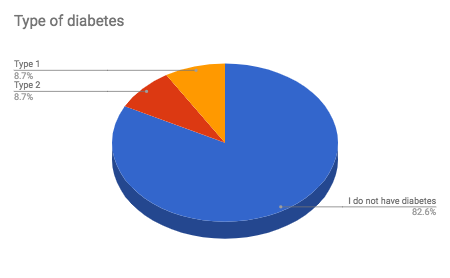 Type of diabetes
Type 1
8.7%
Type 2
8.7%
I do not have diabetes
82.6%